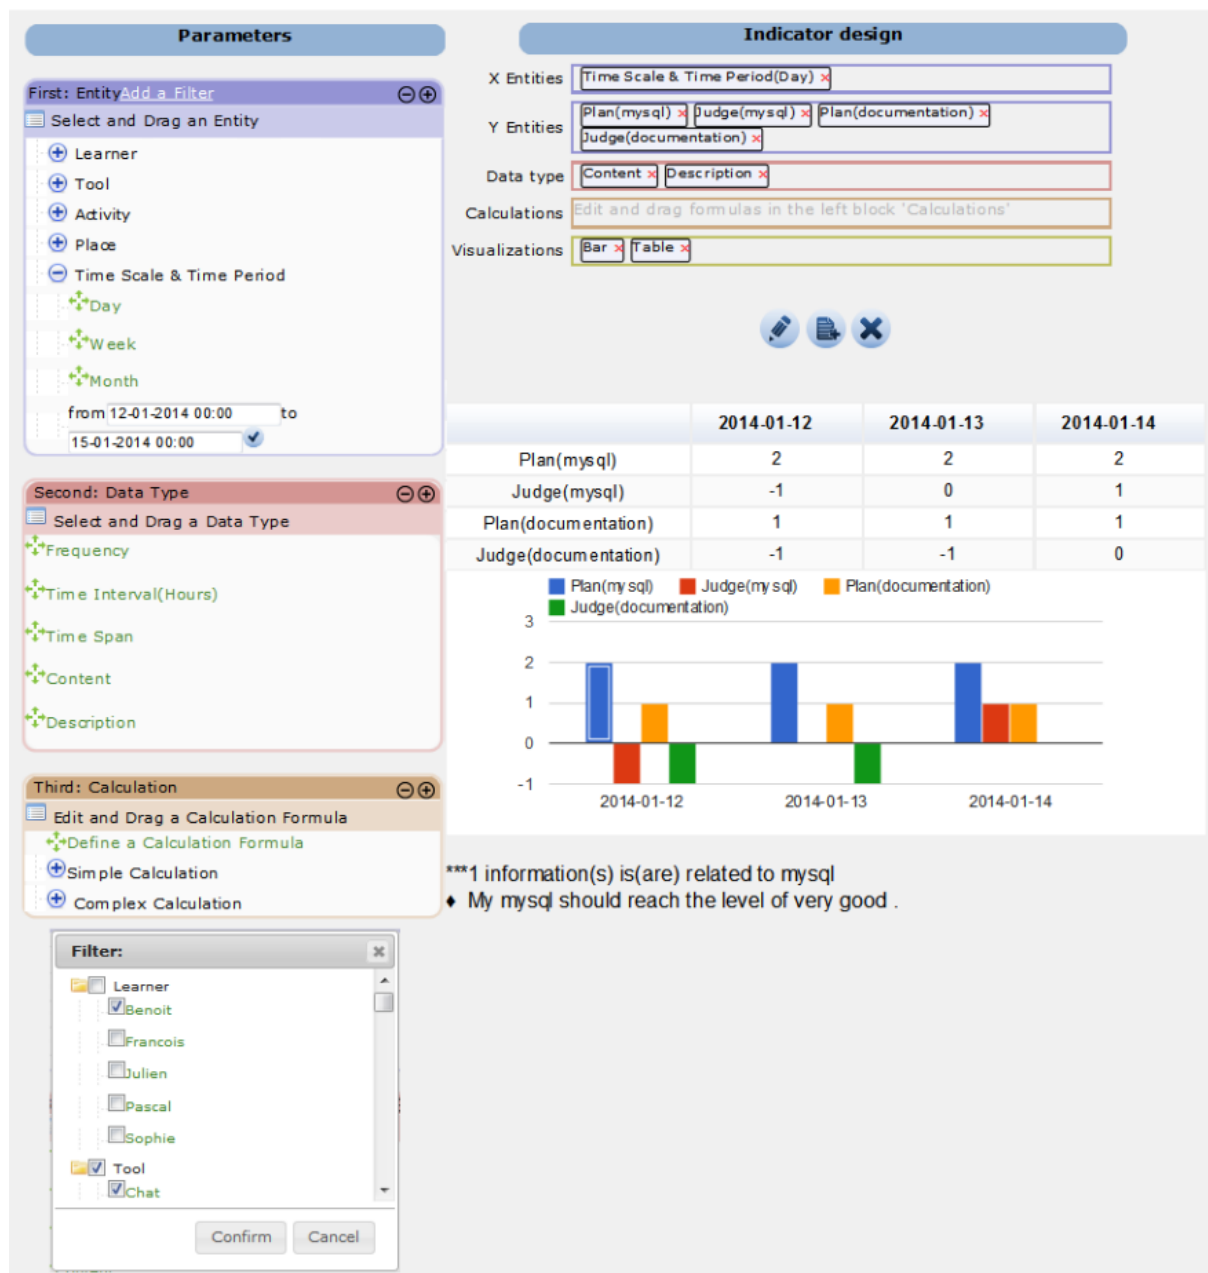 Parameters
First: EntityAdd a Filter
Select and Drag an Entity
Learner
Tool
Activity
Place
Time Scale & Time Period
Day
Week
Month
from 12-01-2014 00:00 to
15-01-2014 00:00
Second: Data Type
Select and Drag a Data Type
Frequency
Time Interval(Hours)
Time Span
Content
Description
Third: Calculation
Edit and Drag a Calculation Formula
Define a Calculation Formula
Simple Calculation
Complex Calculation
Filter:
Learner
Benoit
Francois
Julien
Pascal
Sophie
Tool
Chat
Confirm Cancel
Indicator design
X Entities Time Scale & Time Period(Day) x
Y Entities Plan(mysql) x Judge(mysql) x Plan(documentation) x
Judge(documentation) x
Data type Content x Description x
Calculations Edit and drag formulas in the left block 'Calculations'
Visualizations Bar x Table x
2014-01-12 2014-01-13 2014-01-14
Plan(mysql) 2 2 2
Judge(mysql) -1 0 1
Plan(documentation) 1 1 1
Judge(documentation) -1 -1 0
Plan(mysql) Judge(mysql) Plan(documentation)
Judge(documentation)
3
2
1
0
-1
2014-01-12 2014-01-13 2014-01-14
***1 information(s) is(are) related to mysql
♦ My mysql should reach the level of very good .